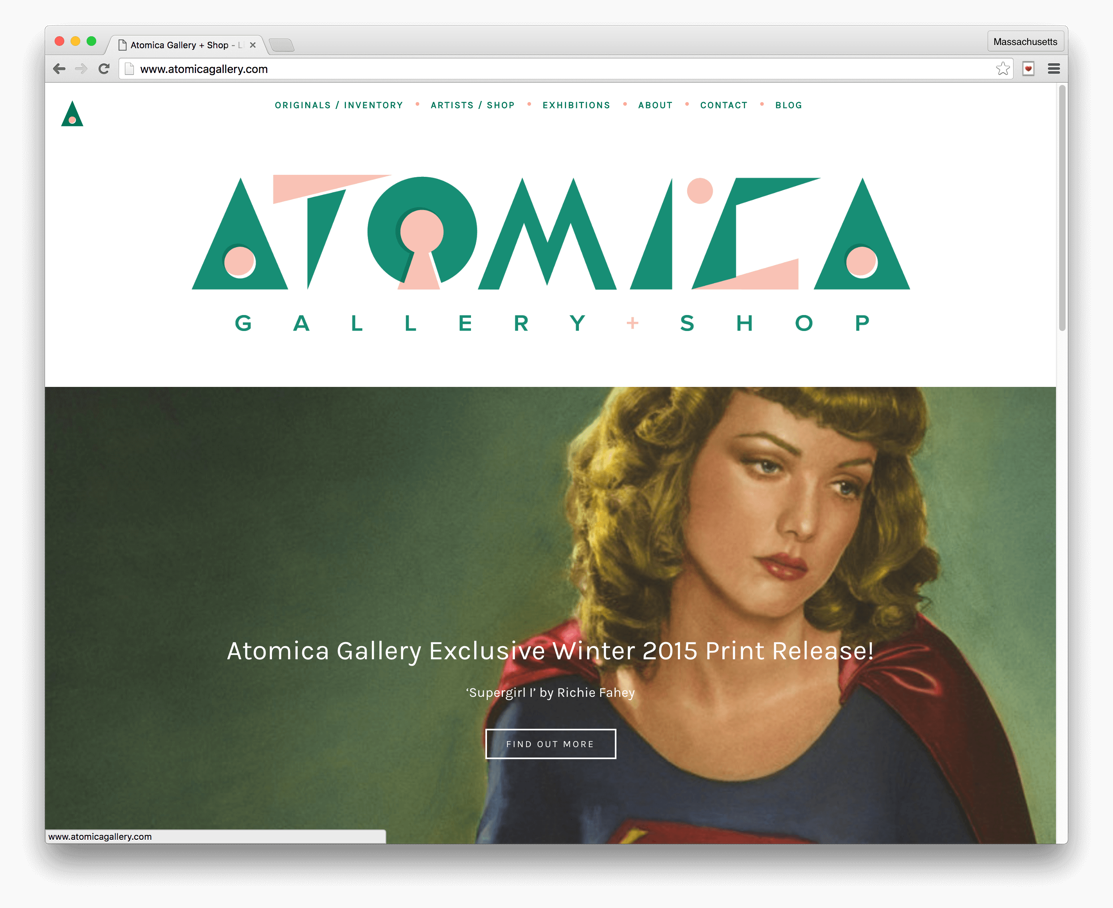 Atomica Gallery + Shop - L
Massachusetts
www.atomicagallery.com
ORIGINALS / INVENTORY * ARTISTS / SHOP * EXHIBITIONS * ABOUT * CONTACT * BLOG
ATOMICA
GALLERY + SHOP
Atomica Gallery Exclusive Winter 2015 Print Release!
‘Supergirl I’ by Richie Fahey
FIND OUT MORE
www.atomicagallery.com